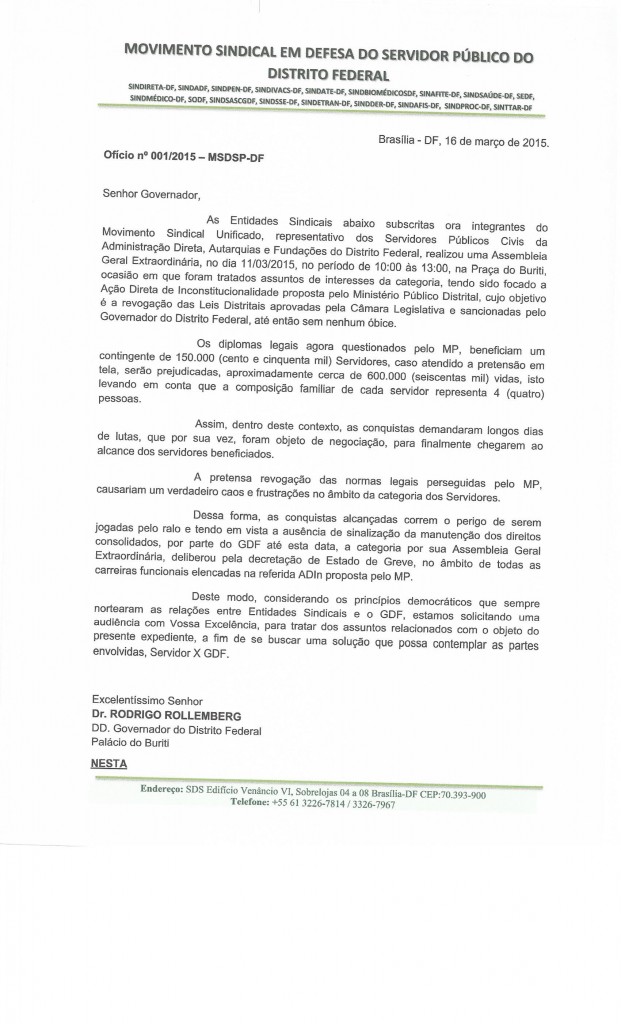 MOVIMENTO SINDICAL EM DEFESA DO SERVIDOR PÚBLICO DO
DISTRITO FEDERAL
SINDIRETA-DF, SINDADF, SINDPEN-DF, SINDIVACS-DF, SINDATE-DF, SINDBIOMÉDICOSDF, SINAFITE-DF, SINDSAÚDE-DF, SEDF,
SINDMÉDICO-DF, SODF, SINDSASCGDF, SINDSSE-DF, SINDETRAN-DF, SINDDER-DF, SINDAFIS-DF, SINDPROC-DF, SINTTAR-DF
Brasília - DF, 16 de março de 2015.
Ofício nº 001/2015 – MSDSP-DF
Senhor Governador,
As Entidades Sindicais abaixo subscritas ora integrantes do
Movimento Sindical Unificado, representativo dos Servidores Públicos Civis da
Administração Direta, Autarquias e Fundações do Distrito Federal, realizou uma Assembleia
Geral Extraordinária, no dia 11/03/2015, no período de 10:00 às 13:00, na Praça do Buriti,
ocasião em que foram tratados assuntos de interesses da categoria, tendo sido focado a
Ação Direta de Inconstitucionalidade proposta pelo Ministério Público Distrital, cujo objetivo
é a revogação das Leis Distritais aprovadas pela Câmara Legislativa e sancionadas pelo
Governador do Distrito Federal, até então sem nenhum óbice.
Os diplomas legais agora questionados pelo MP, beneficiam um
contingente de 150.000 (cento e cinquenta mil) Servidores, caso atendido a pretensão em
tela, serão prejudicadas, aproximadamente cerca de 600.000 (seiscentas mil) vidas, isto
levando em conta que a composição familiar de cada servidor representa 4 (quatro)
pessoas.
Assim, dentro deste contexto, as conquistas demandaram longos dias
de lutas, que por sua vez, foram objeto de negociação, para finalmente chegarem ao
alcance dos servidores beneficiados.
A pretensa revogação das normas legais perseguidas pelo MP,
causariam um verdadeiro caos e frustrações no âmbito da categoria dos Servidores.
Dessa forma, as conquistas alcançadas correm o perigo de serem
jogadas pelo ralo e tendo em vista a ausência de sinalização da manutenção dos direitos
consolidados, por parte do GDF até esta data, a categoria por sua Assembleia Geral
Extraordinária, deliberou pela decretação de Estado de Greve, no âmbito de todas as
carreiras funcionais elencadas na referida ADIn proposta pelo MP.
Deste modo, considerando os princípios democráticos que sempre
nortearam as relações entre Entidades Sindicais e o GDF, estamos solicitando uma
audiência com Vossa Excelência, para tratar dos assuntos relacionados com o objeto do
presente expediente, a fim de se buscar uma solução que possa contemplar as partes
envolvidas, Servidor X GDF.
Excelentissimo Senhor
Dr. RODRIGO ROLLEMBERG
DD. Governador do Distrito Federal
Palácio do Buriti
NESTA
Endereço: SDS Edifício Venâncio VI, Sobrelojas 04 a 08 Brasília-DF CEP:70.393-900
Telefone: +55 61 3226-7814 / 3326-7967